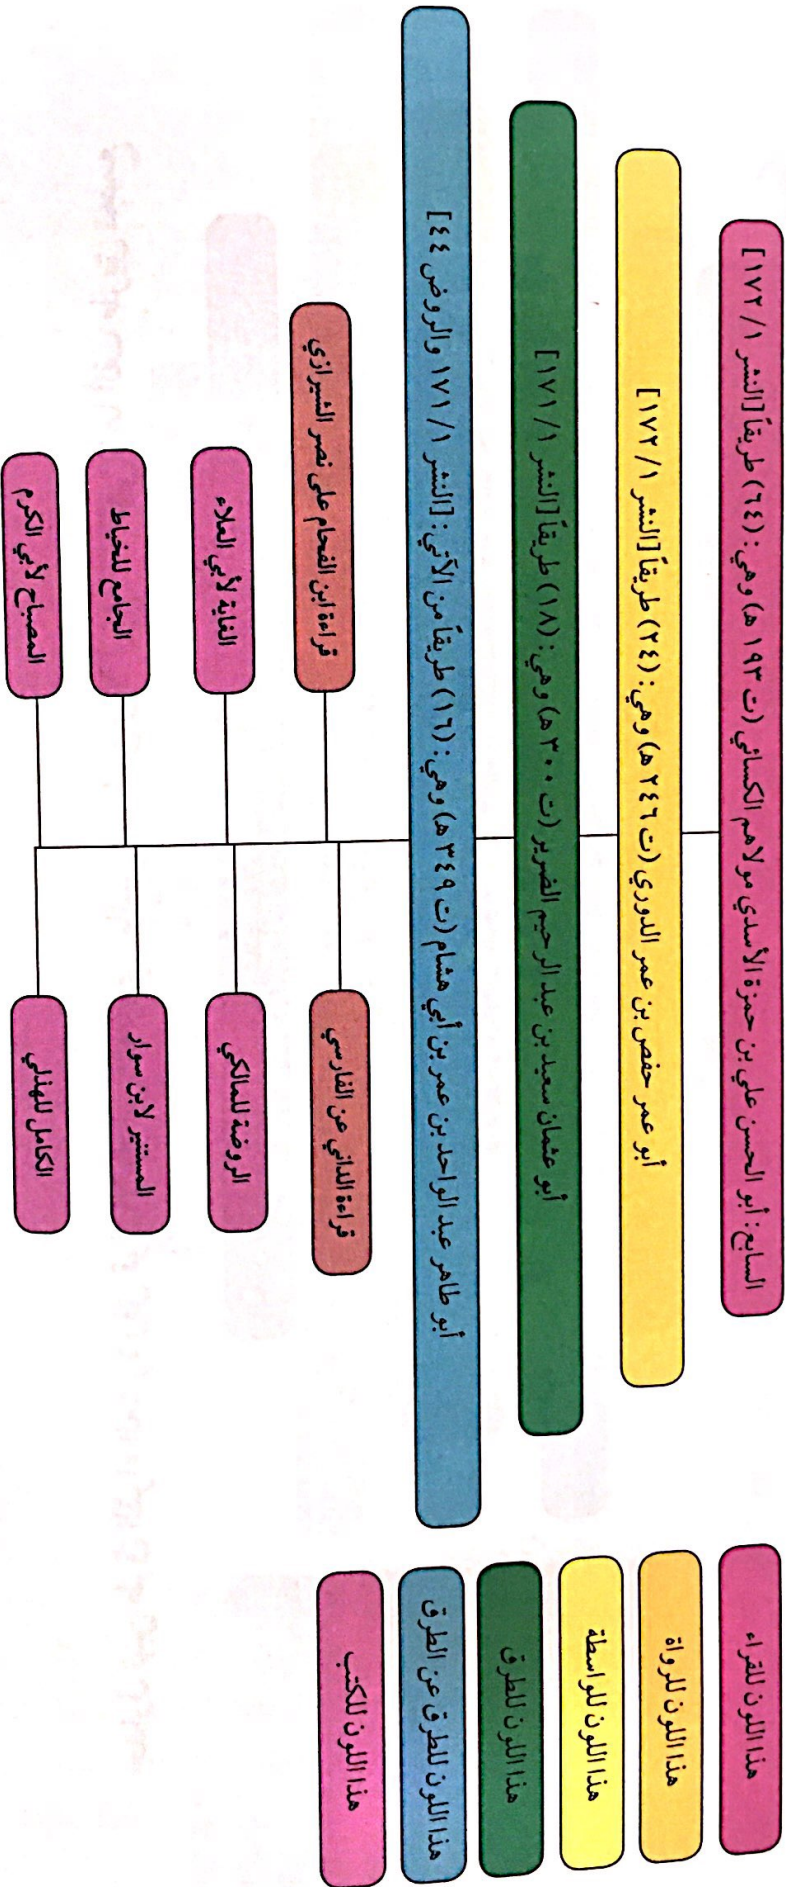 السابع: أبو الحسن علي بن حمزة الأسدي مولاهم الكسائي (ت ١٩٣ هـ) وهي: (٦٤) طريقاً [النشر ١/ ١٧٢]
أبو عمر حفص بن عمر الدوري (ت ٢٤٦ هـ) وهي: (٢٤) طريقاً [النشر ١/ ١٧٢]
أبو عثمان سعيد بن عبد الرحيم الضرير (ت ٣٠٠ هـ) وهي: (١٨) طريقاً [النشر ١/ ١٧١]
أبو طاهر عبد الواحد بن عمر بن أبي هشام (ت ٣٤٩ هـ) وهي: (١٦) طريقاً من الآتي: [النشر ١/ ١٧١ والروض ٤٤]
قراءة الداني عن الفارسي
قراءة ابن الفحام على نصر الشيرازي
الروضة للمالكي
الغاية لأبي العلاء
المستنير لابن سوار
الجامع للخياط
الكامل للهذلي
المصباح لأبي الكرم
هذا اللون للقراء
هذا اللون للرواة
هذا اللون للواسطة
هذا اللون للطرق
هذا اللون للطرق عن الطرق
هذا اللون للكتب